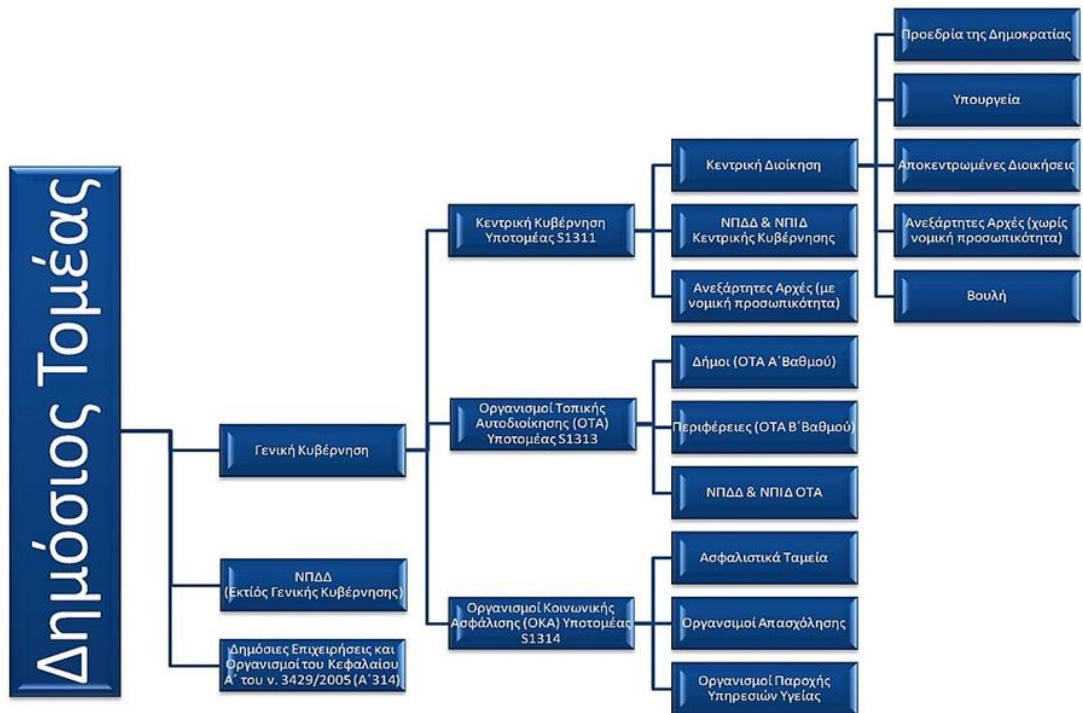 Δημόσιος Τομέας
Γενική Κυβέρνηση
ΝΠΔΔ
(Εκτίός Γενικής Κυβέρνησης)
Δημόσιες Επιχειρήσεις και
Οργανισμοί του Κεφαλαίου
Α΄ του ν. 3429/2005 (Α΄314)
Κεντρική Κυβέρνηση
Υποτομέας S1311
Οργανισμοί Τοπικής
Αυτοδιοίκησης (ΟΤΑ)
Υποτομέας S1313
Οργανισμοί Κοινωνικής
Ασφάλισης (ΟΚΑ) Υποτομέας
S1314
Κεντρική Διοίκηση
ΝΠΔΔ & ΝΠΙΔ
Κεντρικής Κυβέρνησης
Ανεξάρτητες Αρχές (με
νομική προσωπικότητα)
Δήμοι (ΟΤΑ Α΄Βαθμού)
Περιφέρειες (ΟΤΑ Β΄Βαθμού)
ΝΠΔΔ & ΝΠΙΔ ΟΤΑ
Ασφαλιστικά Ταμεία
Οργανσιμοί Απασχόλησης
Οργανισμοί Παροχής
Υπηρεσιών Υγείας
Προεδρία της Δημοκρατίας
Υπουργεία
Αποκεντρωμένες Διοικήσεις
Ανεξάρτητες Αρχές (χωρίς
νομική προσωπικότητα)
Βουλή